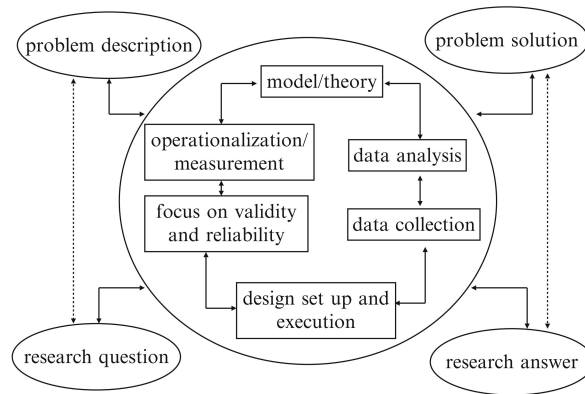 problem description
problem solution
model/theory
operationalization/
measurement
data analysis
focus on validity
and reliability
data collection
design set up and
execution
research question
research answer